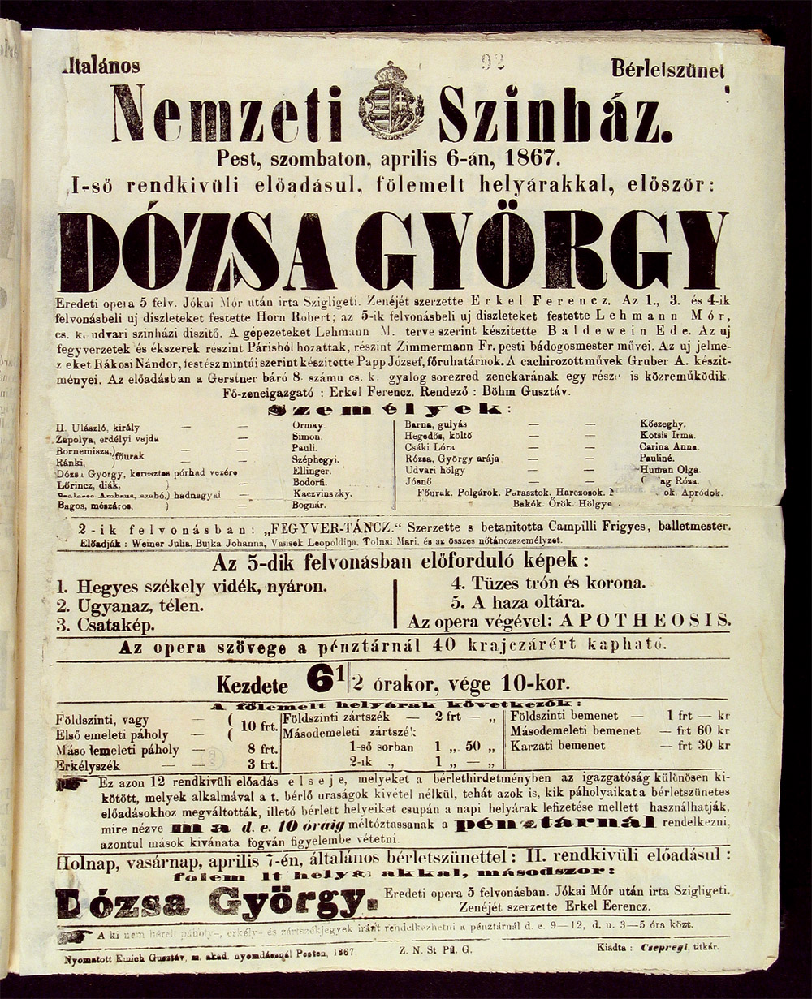 ltalános
92
Bérletszünet
Nemzeti Szinház.
Pest, szombaton, aprilis 6-án, 1867.
I-ső rendkivüli előadásul, fölemelt helyárakkal, először:
DÓZSA GYÖRGY
Eredeti opera 5 felv. Jókai Mór után irta Szigligeti. Zenéjét szerzette Erkel Ferencz. Az 1., 3. és 4-ik
felvonásbeli uj diszleteket festette Horn Róbert; az 5-ik felvonásbeli uj diszleteket festette Lehmann Mór,
cs. k. udvari szinházi diszitő. A gépezeteket Lehmann M. terve szerint készitette Baldewein Ede. Az uj
fegyverzetek és ékszerek részint Párisból hozattak, részint Zimmermann Fr. pesti bádogosmester művei. Az uj jelme-
z eket Rákosi Nándor, festész mintái szerint készitette Papp József, főruhatárnok. A cachirozott művek Gruber A. készit-
ményei. Az előadásban a Gerstner báró 8. számu cs. k. gyalog sorezred zenekarának egy része is közreműködik.
Fő-zeneigazgató : Erkel Ferencz. Rendező : Böhm Gusztáv.
Személyek:
II. Ulászló, király — — Ormay.
Zapolya, erdélyi vajda — Simon.
Bornemisza,) főurak — — Pauli.
Ránki, ) — — Széphegyi.
Dózsa György, keresztes pórhad vezére Ellinger.
Lőrincz, diák, ) Bodorfi.
Ambrus, szabó,) hadnagyai — Kaczvinszky.
Bagos, mészáros, ) Bognár.
Barna, gulyás — — Kőszeghy.
Hegedős, költő — — Kotsis Irma.
Csáki Lóra — — Carina Anna.
Rózsa, György arája — — Pauliné.
Udvari hölgy — — Huffan Olga.
Jósnő — — ag Róza.
Főurak. Polgárok. Parasztok. Harczosok. ok. Apródok.
Bakók. Őrök. Hölgye
2-ik felvonásban: „FEGYVER-TÁNCZ.“ Szerzette s betanitotta Campilli Frigyes, balletmester.
Előadják : Weiner Julia, Bujka Johanna, Vasisek Leopoldina, Tolnai Mari, és az összes nőtánczszemélyzet.
Az 5-dik felvonásban előforduló képek :
1. Hegyes székely vidék, nyáron.
2. Ugyanaz, télen.
3. Csatakép.
4. Tüzes trón és korona.
5. A haza oltára.
Az opera végével: APOTHEOSIS.
Az opera szövege a pénztárnál 40 krajczárért kapható.
Kezdete 6 1/2 órakor, vége 10-kor.
A fölemelt helyárak következők :
Földszinti, vagy — ( 10 frt.
Első emeleti páholy — (
Máso lemeleti páholy — 8 frt.
Erkélyszék — — 3 frt.
Földszinti zártszék — 2 frt — „
Másodemeleti zártszék
1-ső sorban 1 „ 50 „
2-ik „ 1 „ — „
Földszinti bemenet — 1 frt — kr
Másodemeleti bemenet — frt 60 kr
Karzati bemenet — frt 30 kr
Ez azon 12 rendkivüli előadás elseje, melyeket a bérlethirdetményben az igazgatóság különösen ki-
kötött, melyek alkalmával a t. bérlő uraságok kivétel nélkül, tehát azok is, kik páholyaikat a bérletszünetes
előadásokhoz megváltották, illető bérlett helyeiket csupán a napi helyárak lefizetése mellett használhatják,
mire nézve ma d. e. 10 óráig méltóztassanak a pénztárnál rendelkezni,
azontul mások kivánata fogván figyelembe vétetni.
Holnap, vasárnap, aprilis 7-én, általános bérletszünettel : II. rendkivüli előadásul :
fölem lt helyárakkal, másodszor:
Dózsa György.
Eredeti opera 5 felvonásban. Jókai Mór után irta Szigligeti.
Zenéjét szerzette Erkel Eerencz.
A ki nem bérelt páholy-, erkély- és zártszékjegyek iránt rendelkezhetni a pénztárnál d. e. 9—12, d. u. 3—5 óra közt.
Nyomatott Emich Gusztáv, m. akad. nyomdásznál Pesten, 1867.
Z. N. St Pfl. G.
Kiadta : Csepregi, titkár.